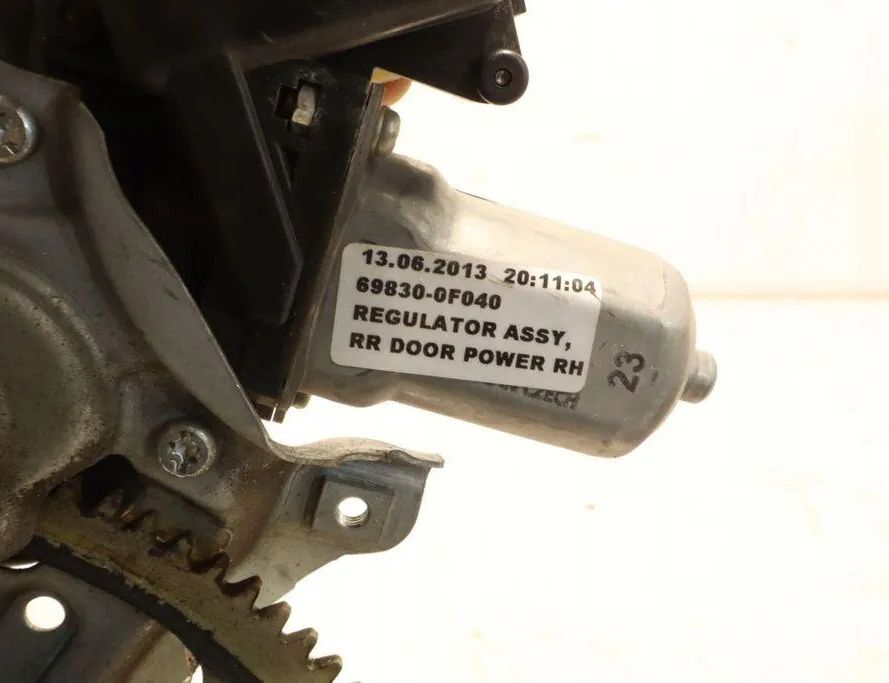 13.06.2013 20:11:04
69830-0F040
REGULATOR ASSY,
RR DOOR POWER RH
23